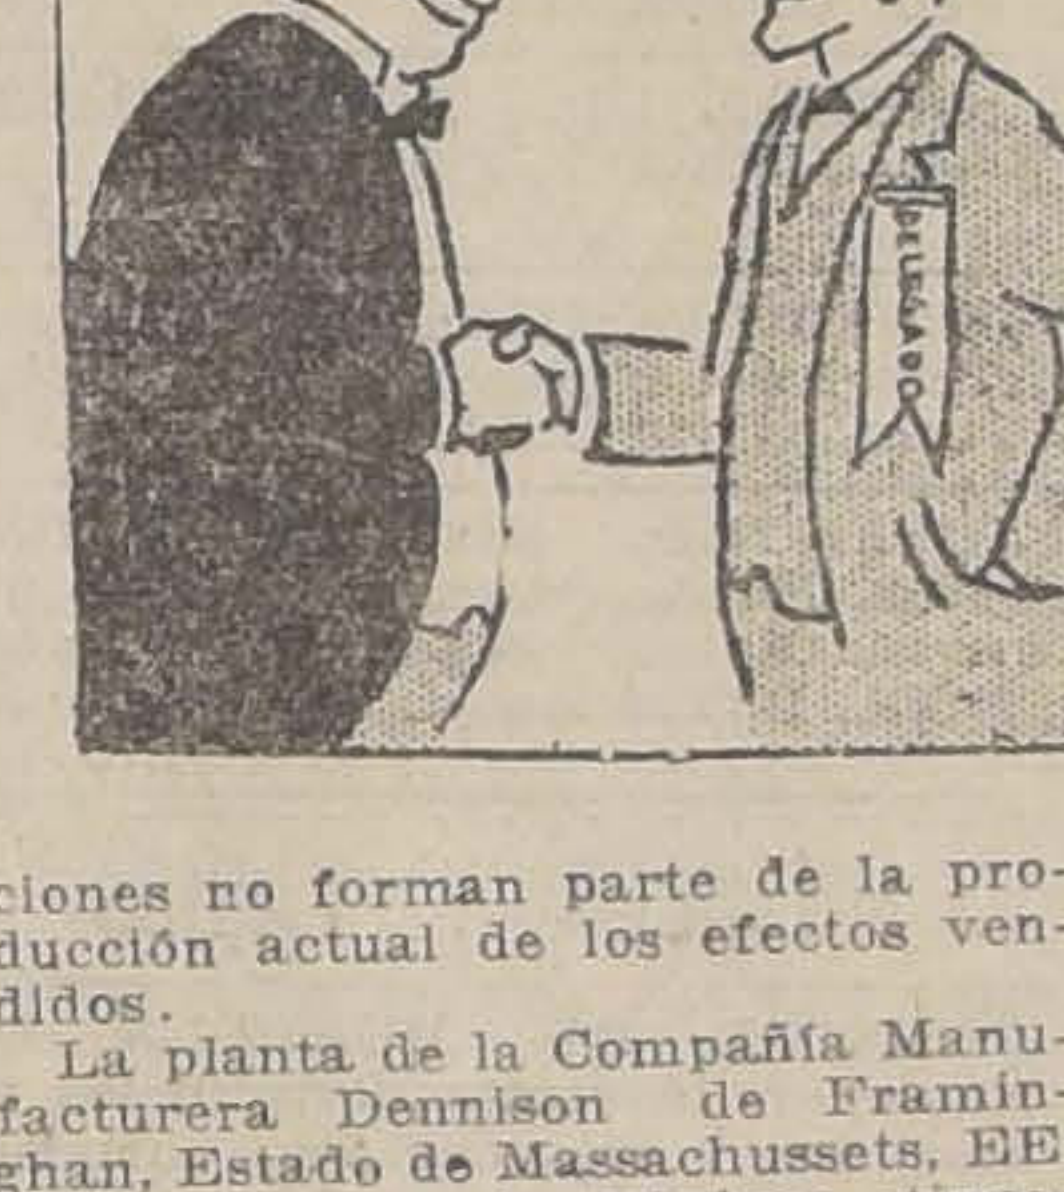 DELEGADO
ciones no forman parte de la pro-
ducción actual de los efectos ven-
didos.
La planta de la Compañía Manu-
facturera Dennison de Framin-
ghan, Estado de Massachussets, EE